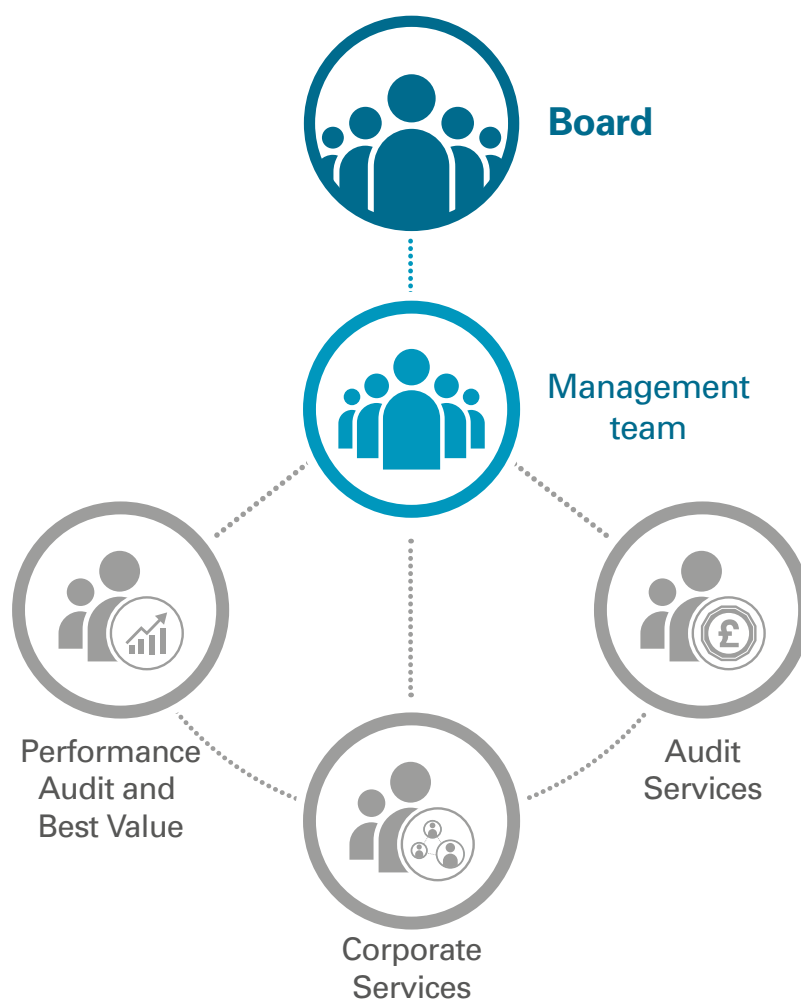 Board
Management
team
Performance
Audit and
Best Value
£
Audit
Services
Corporate
Services